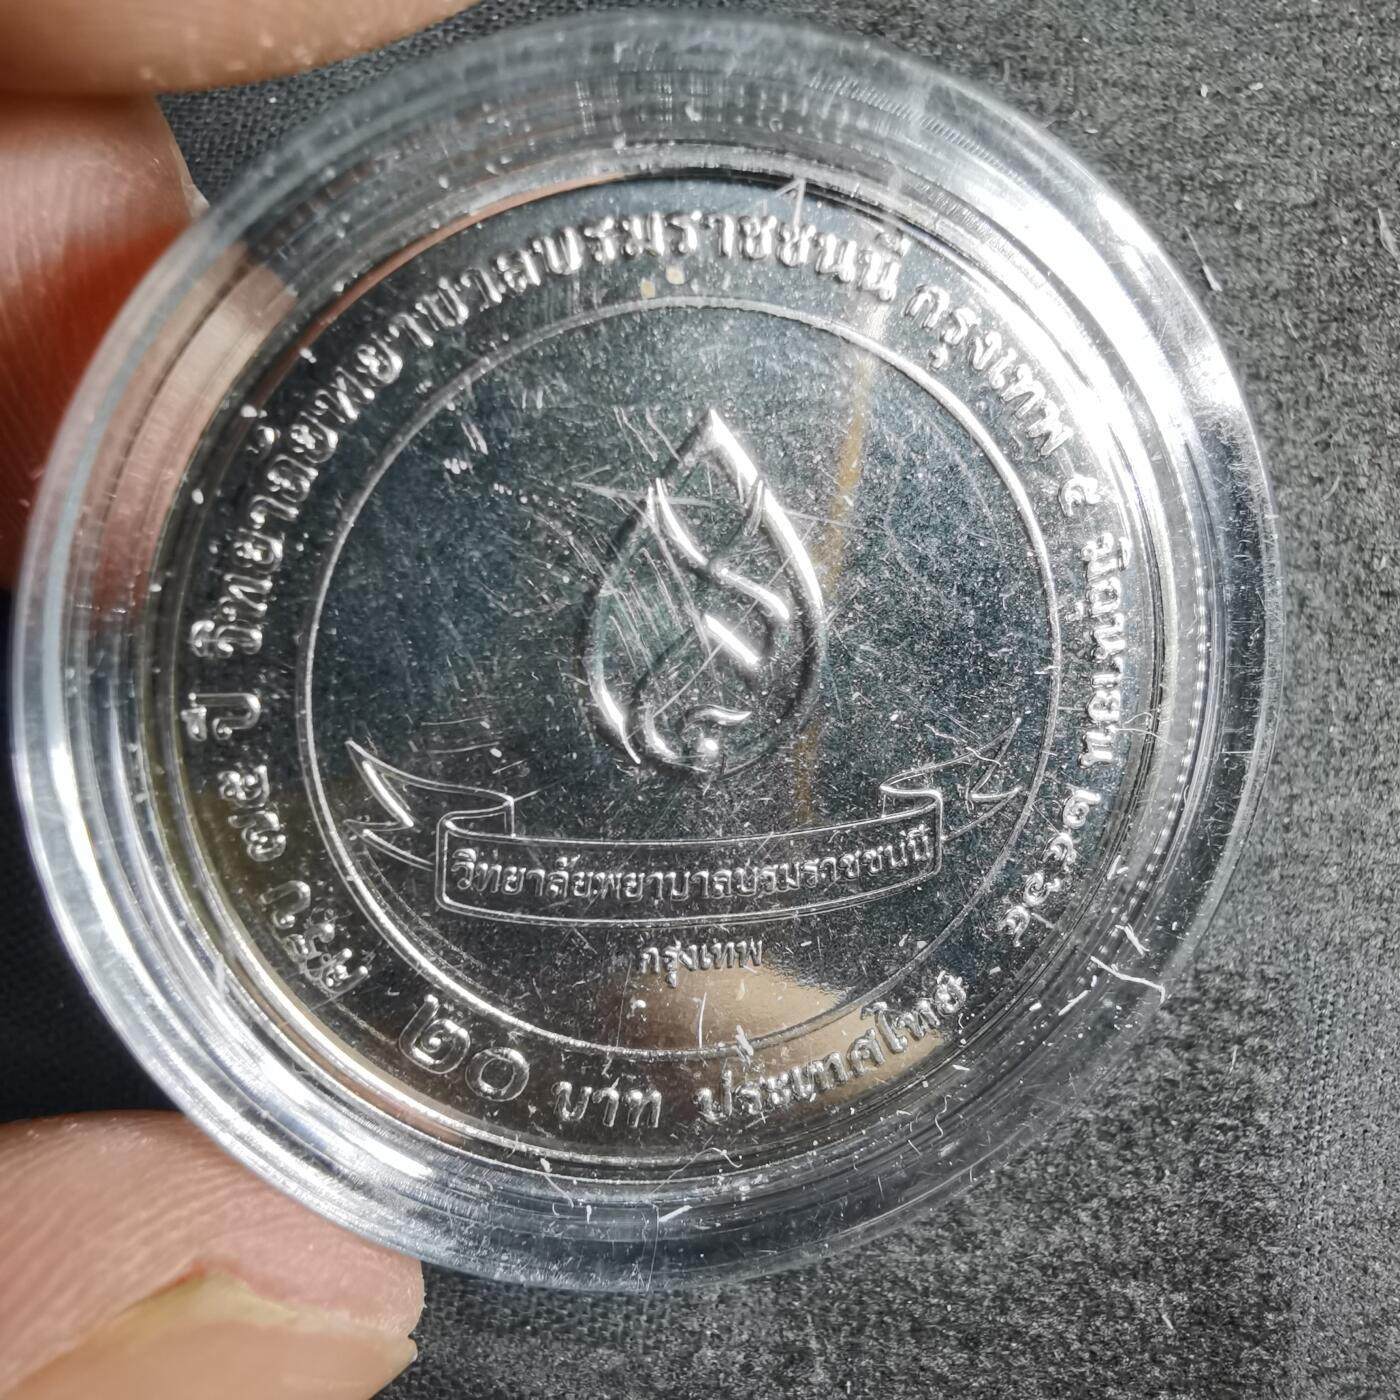 ครบ ๗๕ ปี วิทยาลัยพยาบาลบรมราชชนนี กรุงเทพ ๕ มิถุนายน ๒๕๖๔
วิทยาลัยพยาบาลบรมราชชนนี
กรุงเทพ
๒๐ บาท ประเทศไทย